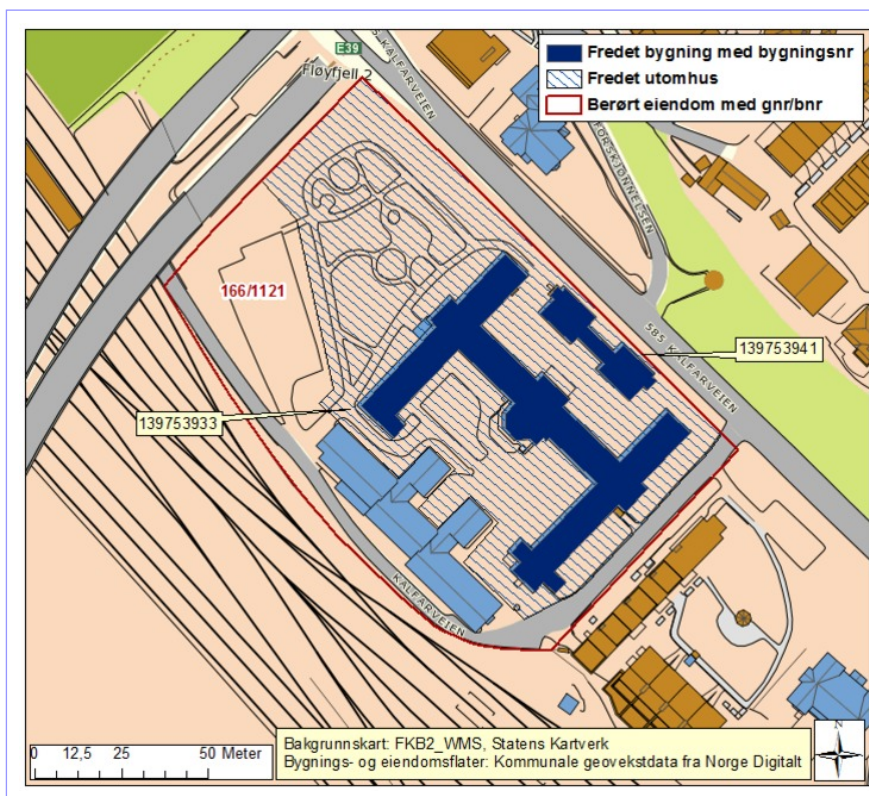 E39
Fløyfjell 2
KALFARVEIEN
Fredet bygning med bygningsnr
Fredet utomhus
Berørt eiendom med gnr/bnr
FORSKJØNNELSEN
166/1121
585 KALFARVEIEN
139753941
139753933
KALFARVEIEN
0 12,5 25 50 Meter
Bakgrunnskart: FKB2_WMS, Statens Kartverk
Bygnings- og eiendomsflater: Kommunale geovekstdata fra Norge Digitalt
N